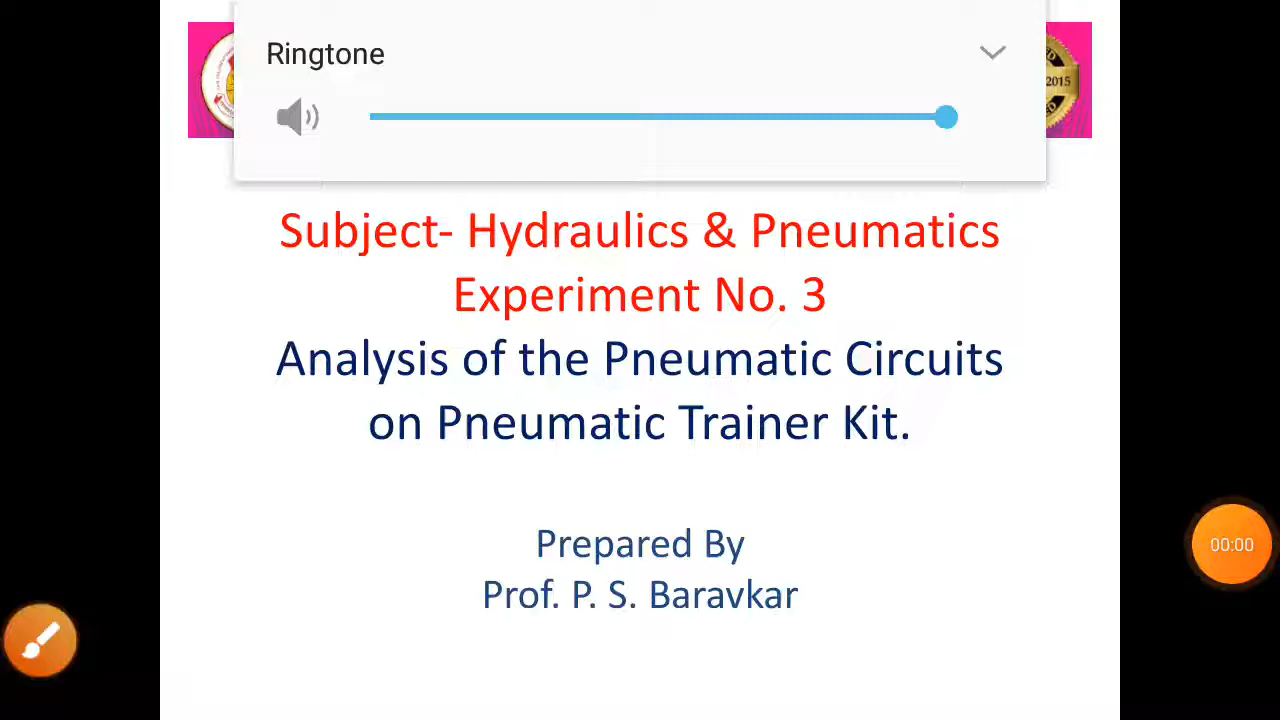 Ringtone
2015
Subject- Hydraulics & Pneumatics
Experiment No. 3
Analysis of the Pneumatic Circuits
on Pneumatic Trainer Kit.
Prepared By
Prof. P. S. Baravkar
00:00